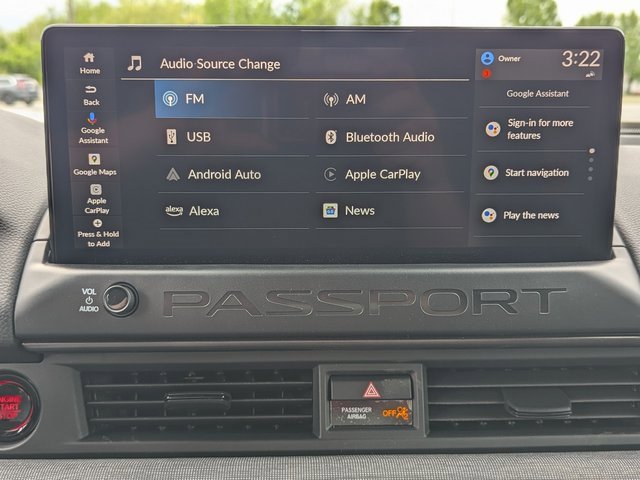 Home
Back
Google
Assistant
Google Maps
Apple
CarPlay
Press & Hold
to Add
Audio Source Change
FM
AM
USB
Bluetooth Audio
Android Auto
Apple CarPlay
alexa Alexa
News
Owner
3:22
Google Assistant
Sign-in for more
features
Start navigation
Play the news
VOL
AUDIO
PASSPORT
ENGINE
START
STOP
PASSENGER
AIRBAG
OFF